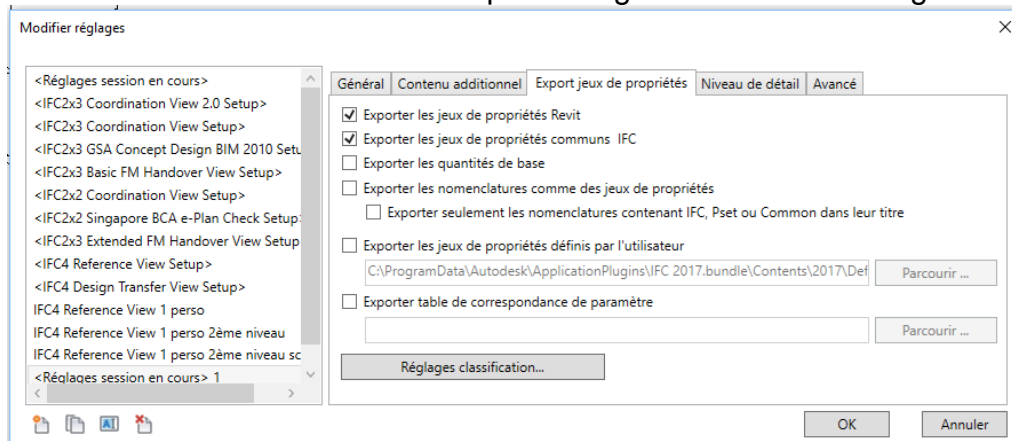 Modifier réglages
<Réglages session en cours>
<IFC2x3 Coordination View 2.0 Setup>
<IFC2x3 Coordination View Setup>
<IFC2x3 GSA Concept Design BIM 2010 Setu
<IFC2x3 Basic FM Handover View Setup>
<IFC2x2 Coordination View Setup>
<IFC2x2 Singapore BCA e-Plan Check Setup
<IFC2x3 Extended FM Handover View Setup
<IFC4 Reference View Setup>
<IFC4 Design Transfer View Setup>
IFC4 Reference View 1 perso
IFC4 Reference View 1 perso 2ème niveau
IFC4 Reference View 1 perso 2ème niveau sc
<Réglages session en cours> 1
Général Contenu additionnel Export jeux de propriétés Niveau de détail Avancé
Exporter les jeux de propriétés Revit
Exporter les jeux de propriétés communs IFC
Exporter les quantités de base
Exporter les nomenclatures comme des jeux de propriétés
Exporter seulement les nomenclatures contenant IFC, Pset ou Common dans leur titre
Exporter les jeux de propriétés définis par l'utilisateur
C:\ProgramData\Autodesk\ApplicationPlugins\IFC 2017.bundle\Contents\2017\Def Parcourir ...
Exporter table de correspondance de paramètre
Parcourir ...
Réglages classification...
OK Annuler